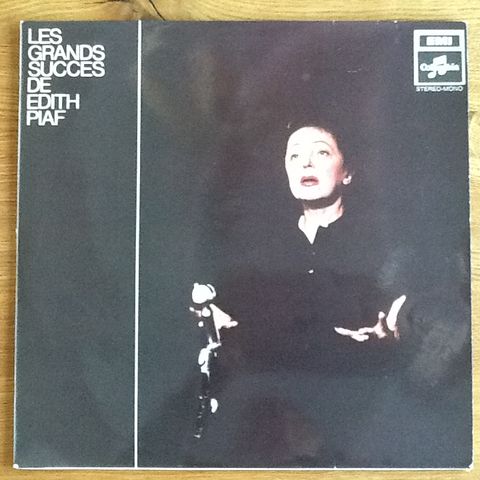 LES
GRANDS
SUCCES
DE
EDITH
PIAF
EMI
Columbia
STEREO-MONO